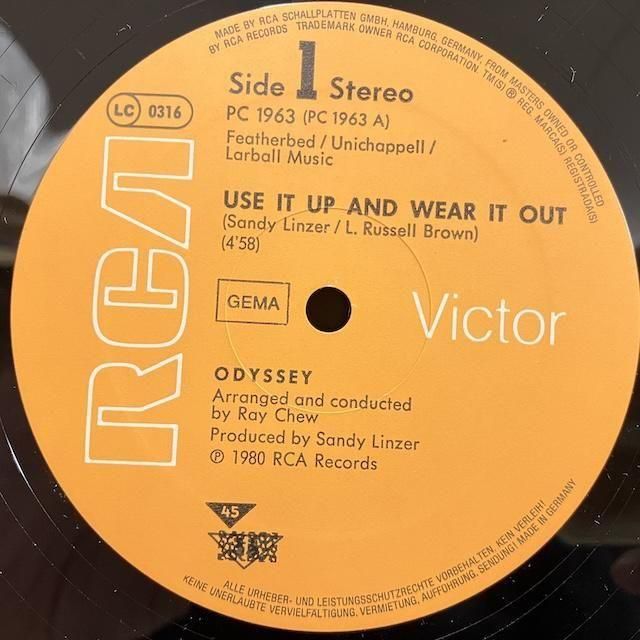 MADE BY RCA SCHALLPLATTEN GMBH, HAMBURG, GERMANY, FROM MASTERS OWNED OR CONTROLLED
BY RCA RECORDS TRADEMARK OWNER RCA CORPORATION. TM(S) ® REG. MARCA(S) REGISTRADA(S)
Side 1 Stereo
LC 0316
PC 1963 (PC 1963 A)
Featherbed / Unichappell /
Larball Music
USE IT UP AND WEAR IT OUT
(Sandy Linzer / L. Russell Brown)
(4'58)
RCA
GEMA
Victor
ODYSSEY
Arranged and conducted
by Ray Chew
Produced by Sandy Linzer
℗ 1980 RCA Records
45
ALLE URHEBER- UND LEISTUNGSSCHUTZRECHTE VORBEHALTEN. KEIN VERLEIH!
KEINE UNERLAUBTE VERVIELFÄLTIGUNG, VERMIETUNG, AUFFÜHRUNG, SENDUNG! MADE IN GERMANY